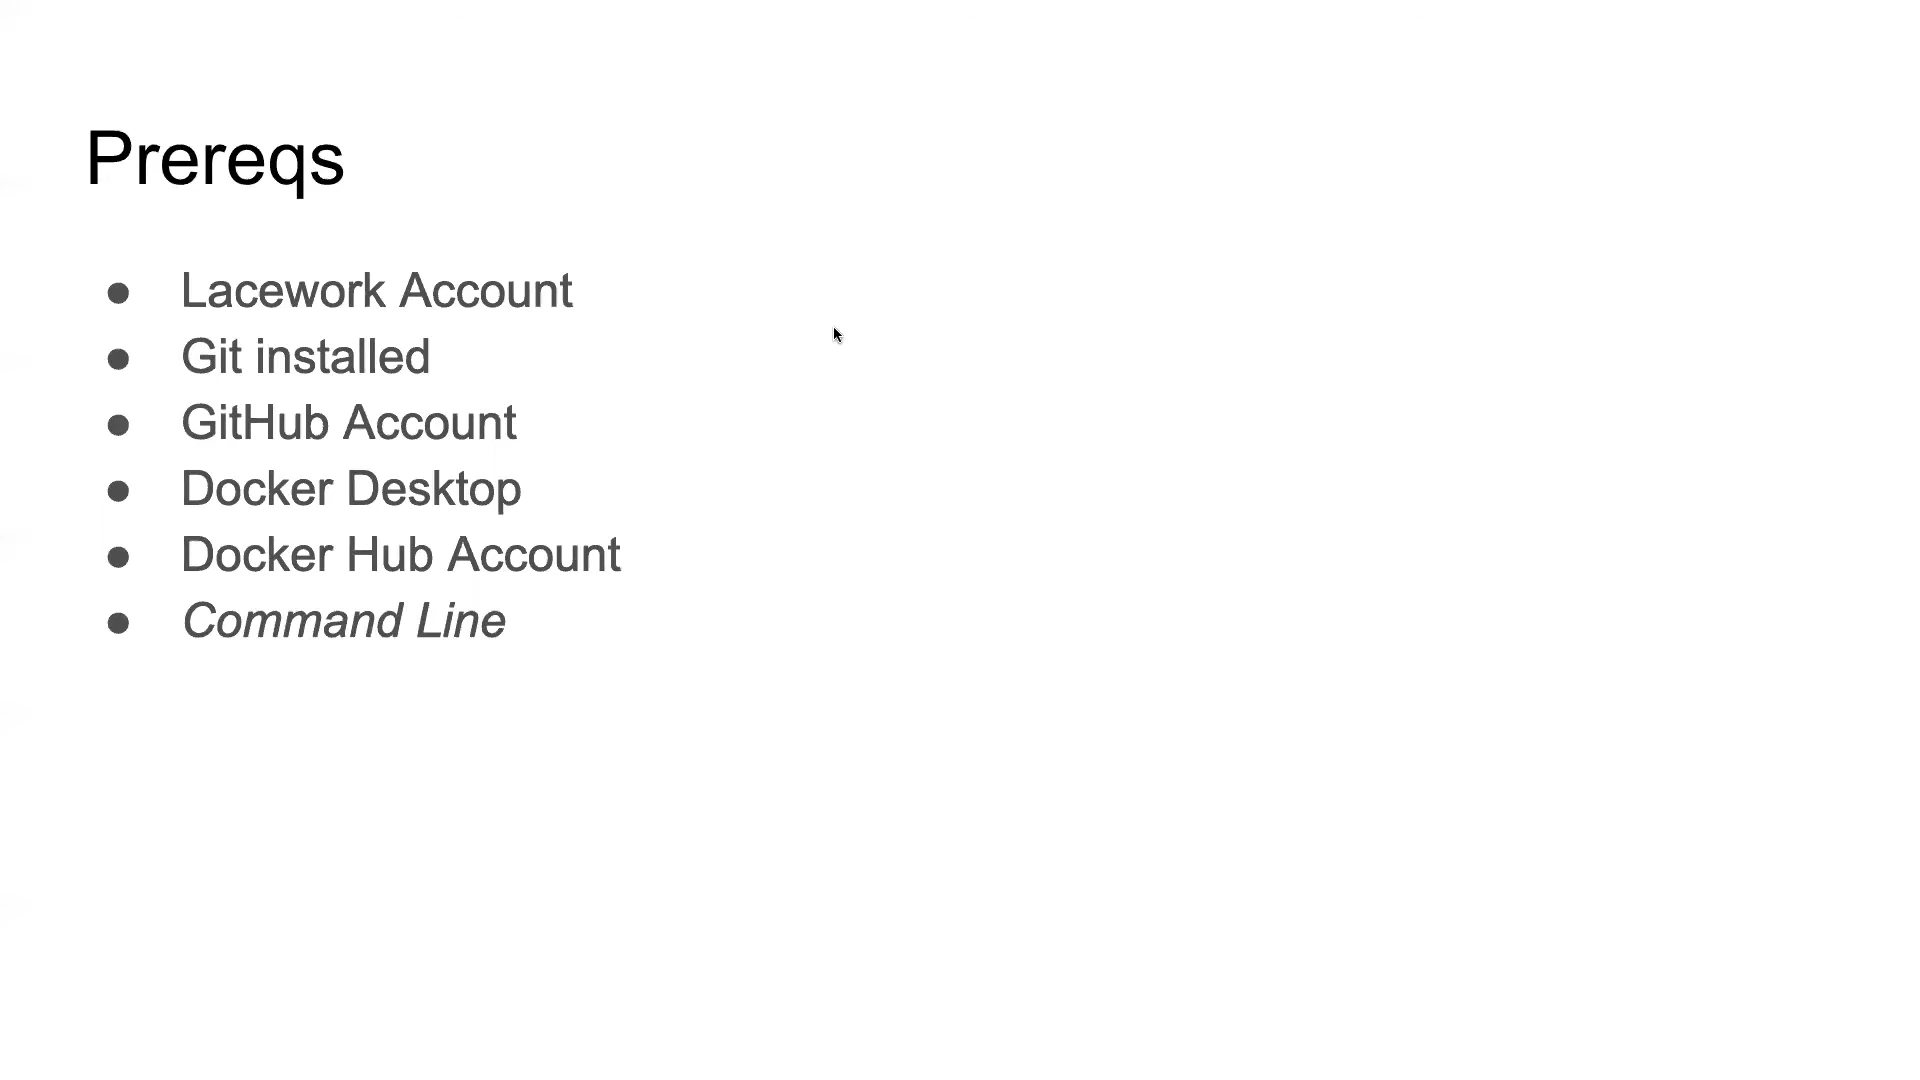 Prereqs
● Lacework Account
● Git installed
● GitHub Account
● Docker Desktop
● Docker Hub Account
● Command Line